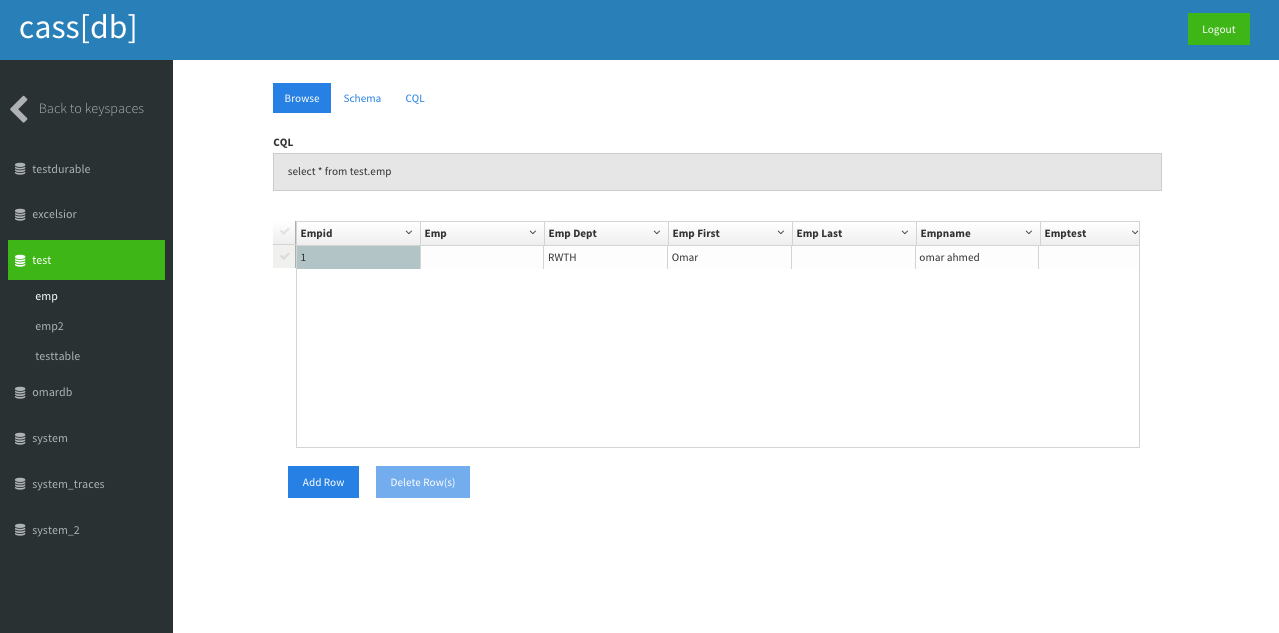 cass[db]
Logout
Back to keyspaces
testdurable
excelsior
test
emp
emp2
testtable
omardb
system
system_traces
system_2
Browse Schema CQL
CQL
select * from test.emp
Empid Emp Emp Dept Emp First Emp Last Empname Emptest
1 RWTH Omar omar ahmed
Add Row Delete Row(s)